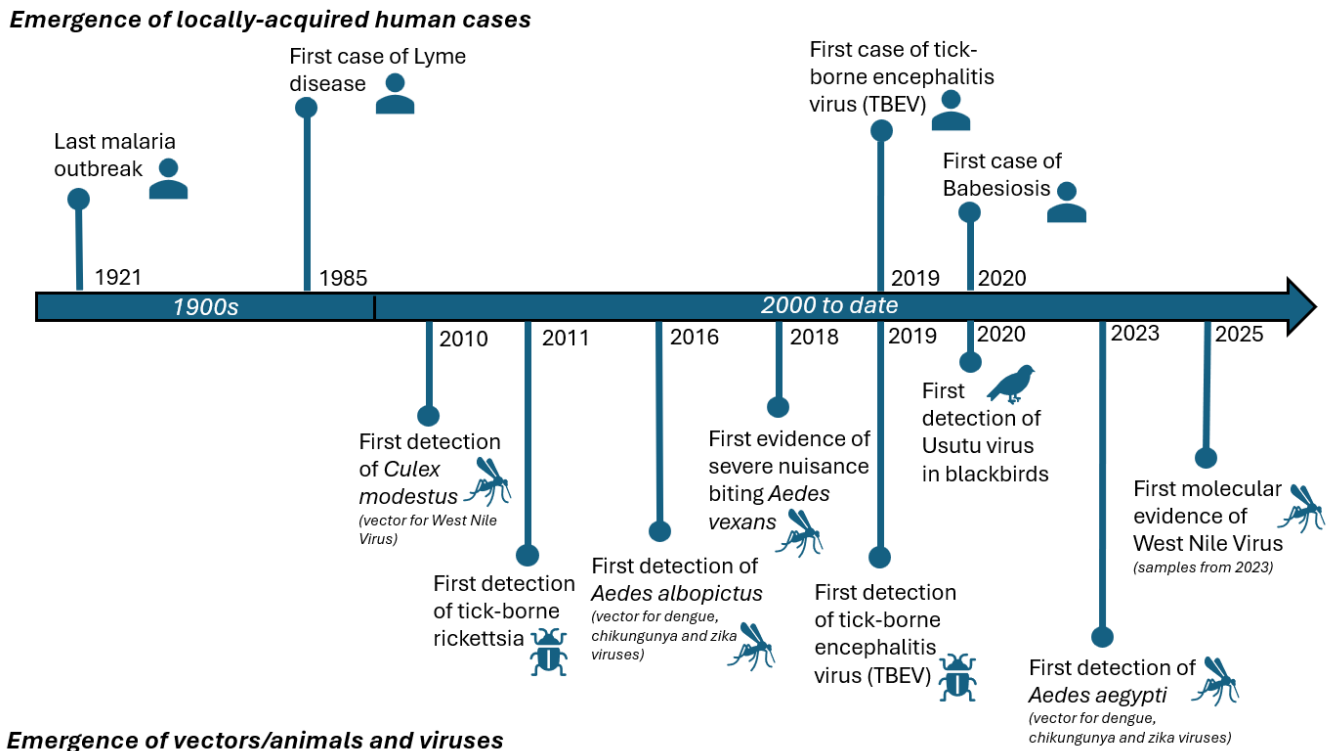 Emergence of locally-acquired human cases
First case of Lyme
disease
First case of tick-
borne encephalitis
virus (TBEV)
Last malaria
outbreak
First case of
Babesiosis
1921
1985
2019
2020
1900s
2000 to date
2010
2011
2016
2018
2019
2020
2023
2025
First detection
of Culex
modestus
(vector for West Nile
Virus)
First detection
of tick-borne
rickettsia
First detection of
Aedes albopictus
(vector for dengue,
chikungunya and zika
viruses)
First evidence of
severe nuisance
biting Aedes
vexans
First detection
of tick-borne
encephalitis
virus (TBEV)
First
detection of
Usutu virus
in blackbirds
First detection of
Aedes aegypti
(vector for dengue,
chikungunya and zika viruses)
First molecular
evidence of
West Nile Virus
(samples from 2023)
Emergence of vectors/animals and viruses